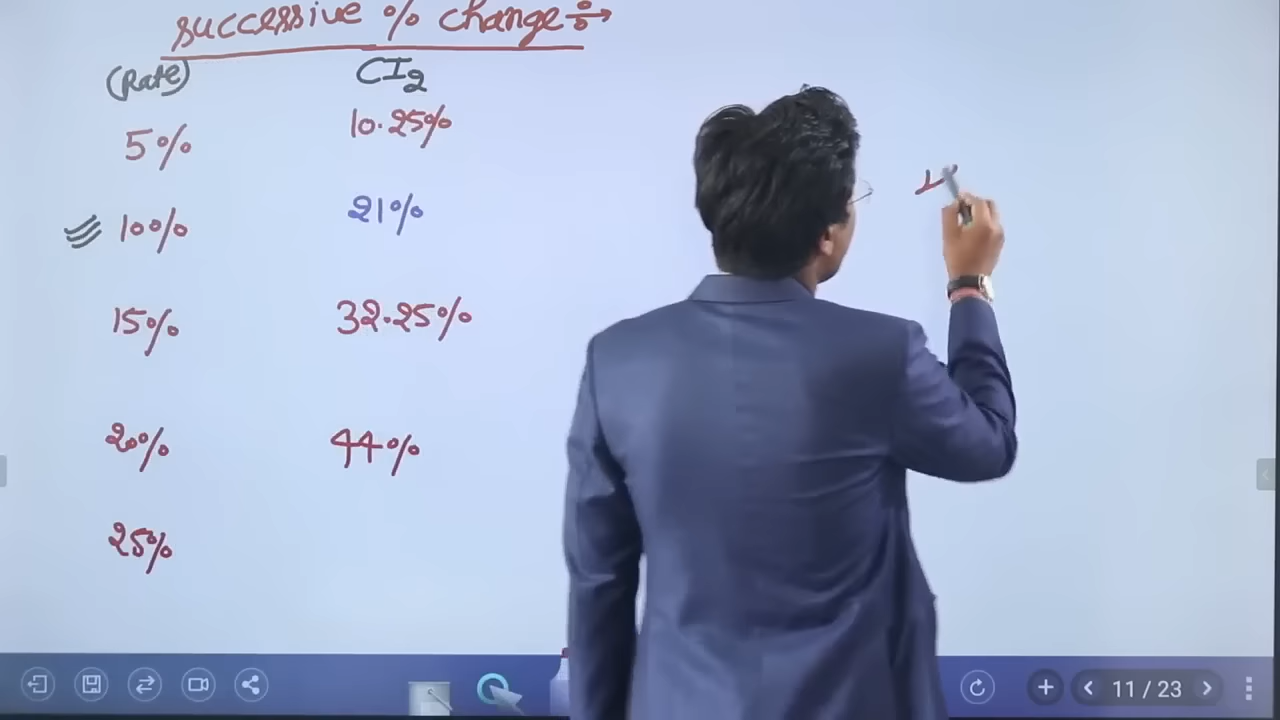 successive % change ÷→
(Rate) CI2
5% 10.25%
10% 21%
15% 32.25%
20% 44%
25%
11 / 23